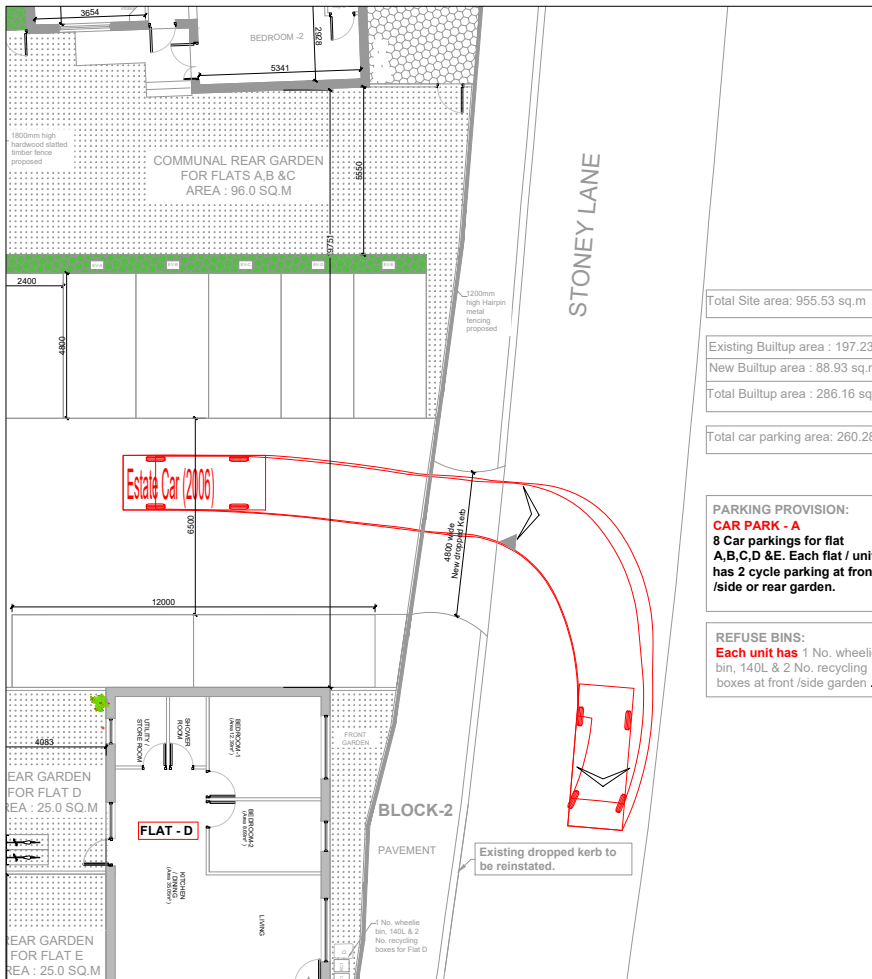 3654
BEDROOM -2
2928
5341
1800mm high
hardwood slatted
timber fence
proposed
COMMUNAL REAR GARDEN
FOR FLATS A,B &C
AREA : 96.0 SQ.M
5550
9751
STONEY LANE
2400
1200mm
high Hairpin
metal
fencing
proposed
4800
Total Site area: 955.53 sq.m
Existing Builtup area : 197.23
New Builtup area : 88.93 sq.m
Total Builtup area : 286.16 sq
Total car parking area: 260.28
Estate Car (2006)
6500
4800 wide
New dropped Kerb
PARKING PROVISION:
CAR PARK - A
8 Car parkings for flat
A,B,C,D &E. Each flat / unit
has 2 cycle parking at front
/side or rear garden.
12000
REFUSE BINS:
Each unit has 1 No. wheelie
bin, 140L & 2 No. recycling
boxes at front /side garden .
UTILITY /
STORE ROOM
SHOWER
ROOM
BEDROOM-1
FRONT
GARDEN
4083
EAR GARDEN
FOR FLAT D
REA : 25.0 SQ.M
FLAT - D
BEDROOM-2
BLOCK-2
PAVEMENT
Existing dropped kerb to
be reinstated.
KITCHEN
/ DINING
LIVING
1 No. wheelie
bin, 140L & 2
No. recycling
boxes for Flat D
REAR GARDEN
FOR FLAT E
REA : 25.0 SQ.M